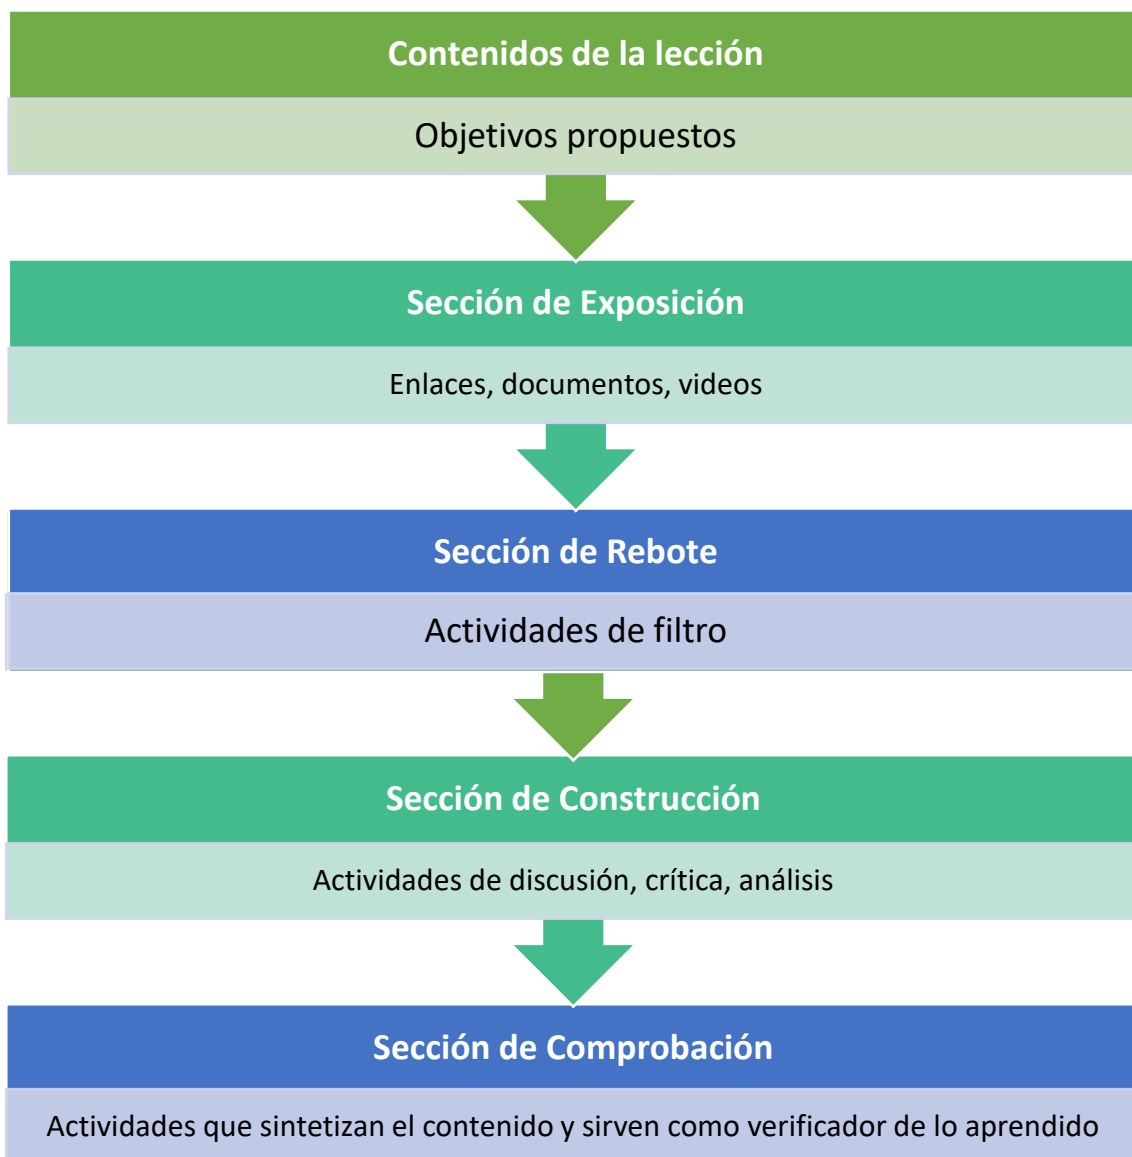 Contenidos de la lección
Objetivos propuestos
Sección de Exposición
Enlaces, documentos, videos
Sección de Rebote
Actividades de filtro
Sección de Construcción
Actividades de discusión, crítica, análisis
Sección de Comprobación
Actividades que sintetizan el contenido y sirven como verificador de lo aprendido